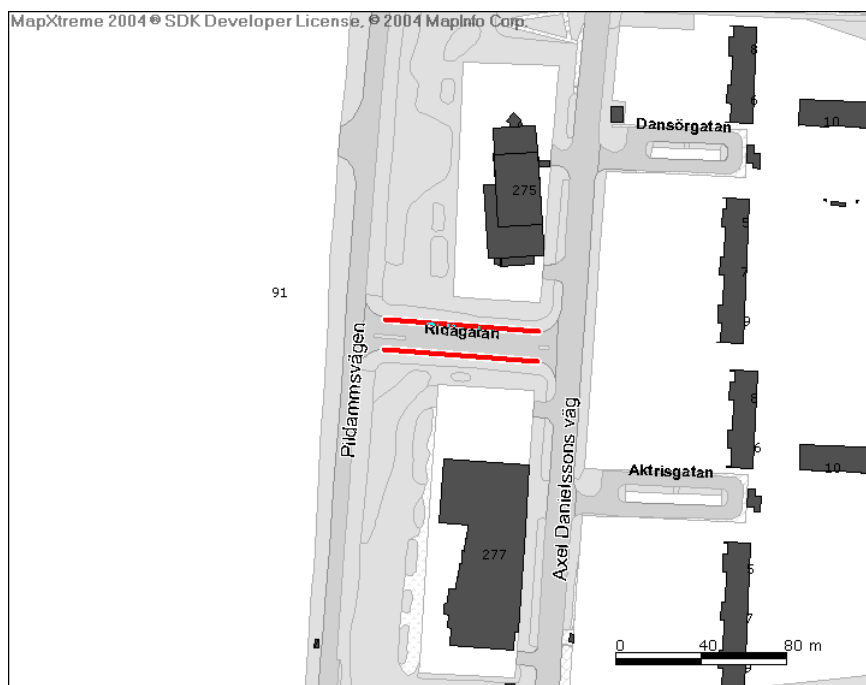 MapXtreme 2004 ® SDK Developer License, © 2004 MapInfo Corp.
8
6
10
Dansörgatan
275
5
7
9
91
Ridågatan
Pildammsvägen
Axel Danielssons väg
8
6
10
Aktrisgatan
277
5
7
9
0 40 80 m